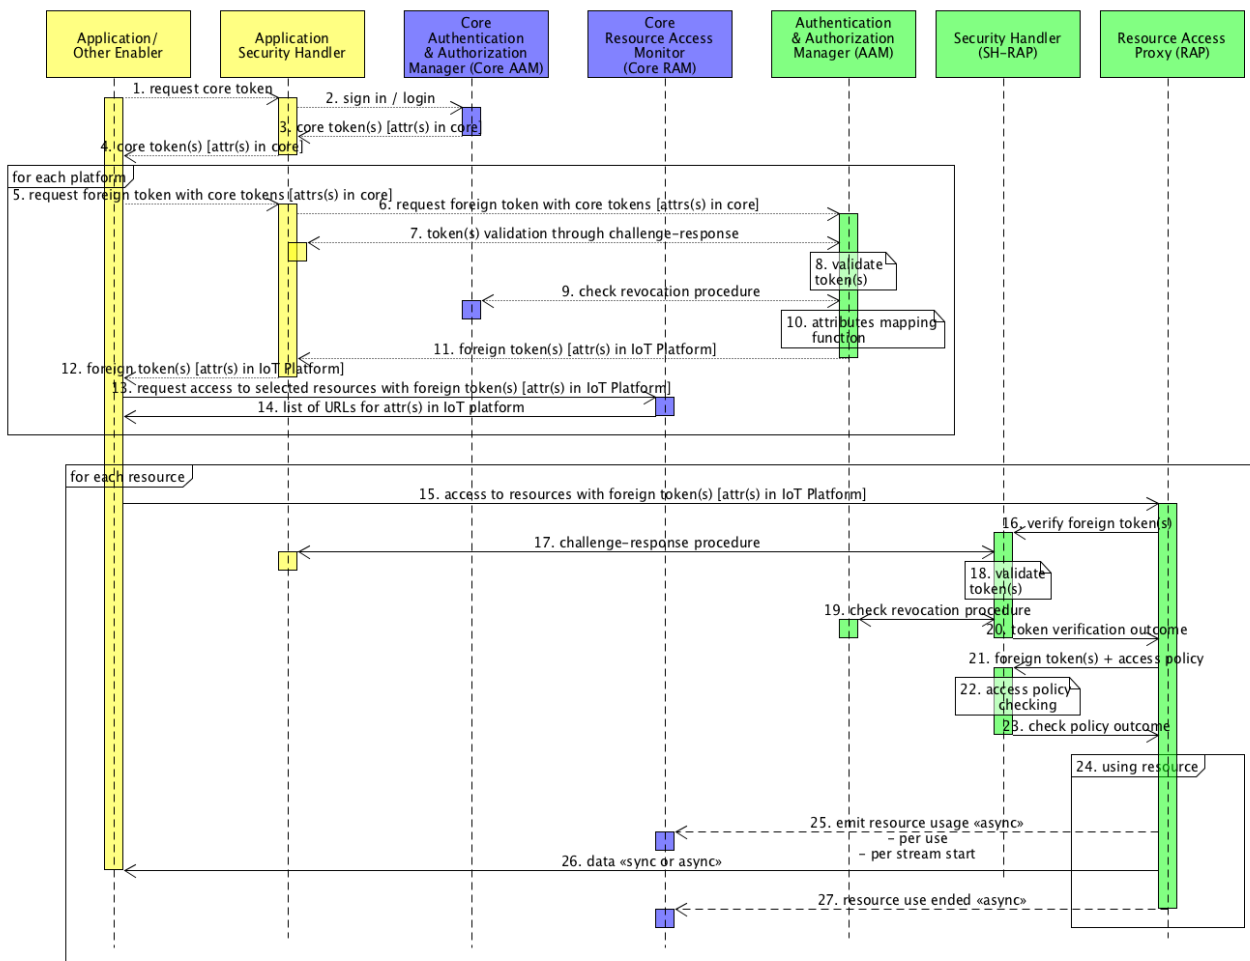 Application/
Other Enabler
Application
Security Handler
Core
Authentication
& Authorization
Manager (Core AAM)
Core
Resource Access
Monitor
(Core RAM)
Authentication
& Authorization
Manager (AAM)
Security Handler
(SH-RAP)
Resource Access
Proxy (RAP)
1. request core token
2. sign in / login
3. core token(s) [attr(s) in core]
4. core token(s) [attr(s) in core]
for each platform
5. request foreign token with core tokens [attrs(s) in core]
6. request foreign token with core tokens [attrs(s) in core]
7. token(s) validation through challenge-response
8. validate
token(s)
9. check revocation procedure
10. attributes mapping
function
11. foreign token(s) [attr(s) in IoT Platform]
12. foreign token(s) [attr(s) in IoT Platform]
13. request access to selected resources with foreign token(s) [attr(s) in IoT Platform]
14. list of URLs for attr(s) in IoT platform
for each resource
15. access to resources with foreign token(s) [attr(s) in IoT Platform]
16. verify foreign token(s)
17. challenge-response procedure
18. validate
token(s)
19. check revocation procedure
20. token verification outcome
21. foreign token(s) + access policy
22. access policy
checking
23. check policy outcome
24. using resource
25. emit resource usage «async»
- per use
- per stream start
26. data «sync or async»
27. resource use ended «async»